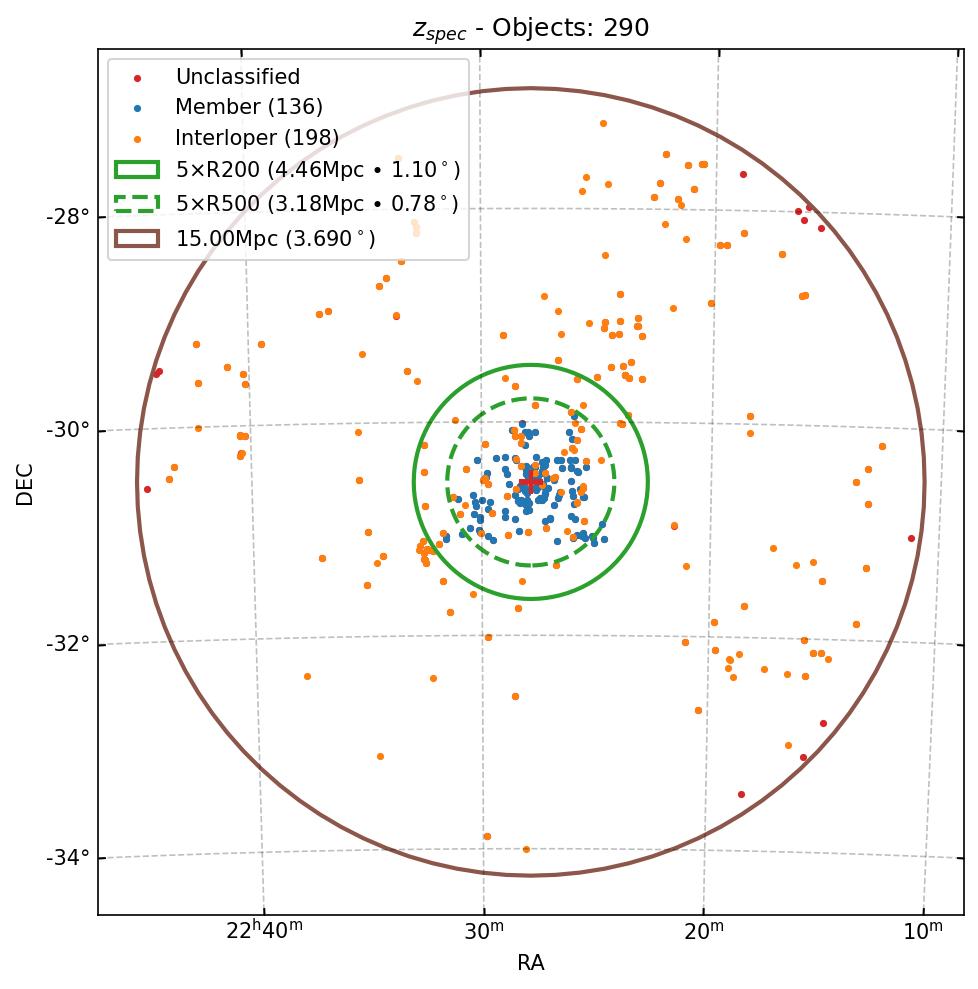 z_spec - Objects: 290
Unclassified
Member (136)
Interloper (198)
5×R200 (4.46Mpc • 1.10°)
5×R500 (3.18Mpc • 0.78°)
15.00Mpc (3.690°)
-28°
-30°
-32°
-34°
DEC
22ʰ40ᵐ 30ᵐ 20ᵐ 10ᵐ
RA